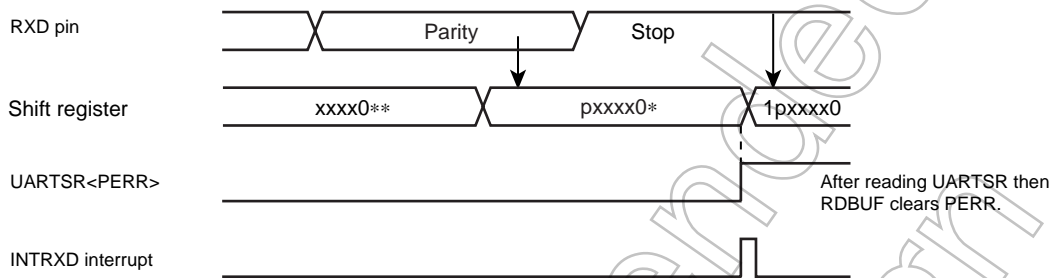 RXD pin
Parity
Stop
Shift register
xxxx0**
pxxxx0*
1pxxxx0
UARTSR<PERR>
After reading UARTSR then
RDBUF clears PERR.
INTRXD interrupt